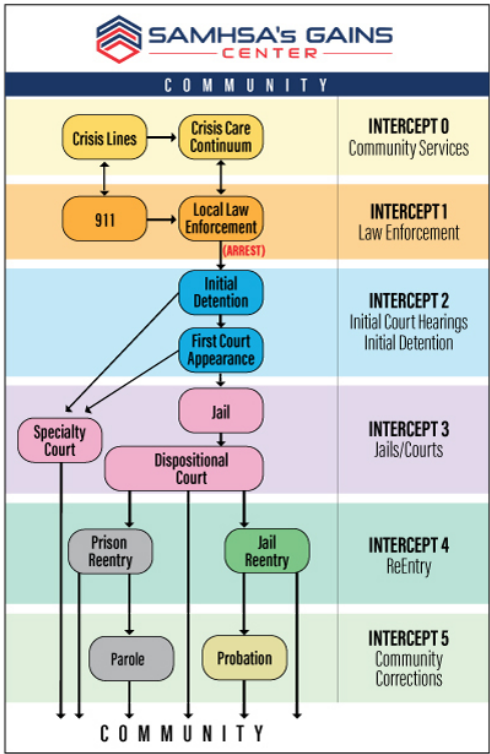 SAMHSA's GAINS
CENTER
COMMUNITY
Crisis Lines
Crisis Care
Continuum
INTERCEPT 0
Community Services
911
Local Law
Enforcement
INTERCEPT 1
Law Enforcement
(ARREST)
Initial
Detention
First Court
Appearance
INTERCEPT 2
Initial Court Hearings
Initial Detention
Jail
Specialty
Court
Dispositional
Court
INTERCEPT 3
Jails/Courts
Prison
Reentry
Jail
Reentry
INTERCEPT 4
ReEntry
Parole
Probation
INTERCEPT 5
Community
Corrections
COMMUNITY